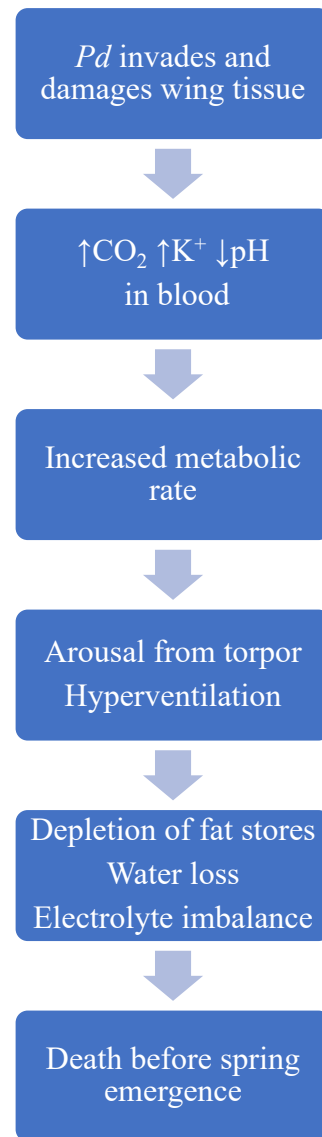 Pd invades and
damages wing tissue
↑CO₂ ↑K⁺ ↓pH
in blood
Increased metabolic
rate
Arousal from torpor
Hyperventilation
Depletion of fat stores
Water loss
Electrolyte imbalance
Death before spring
emergence